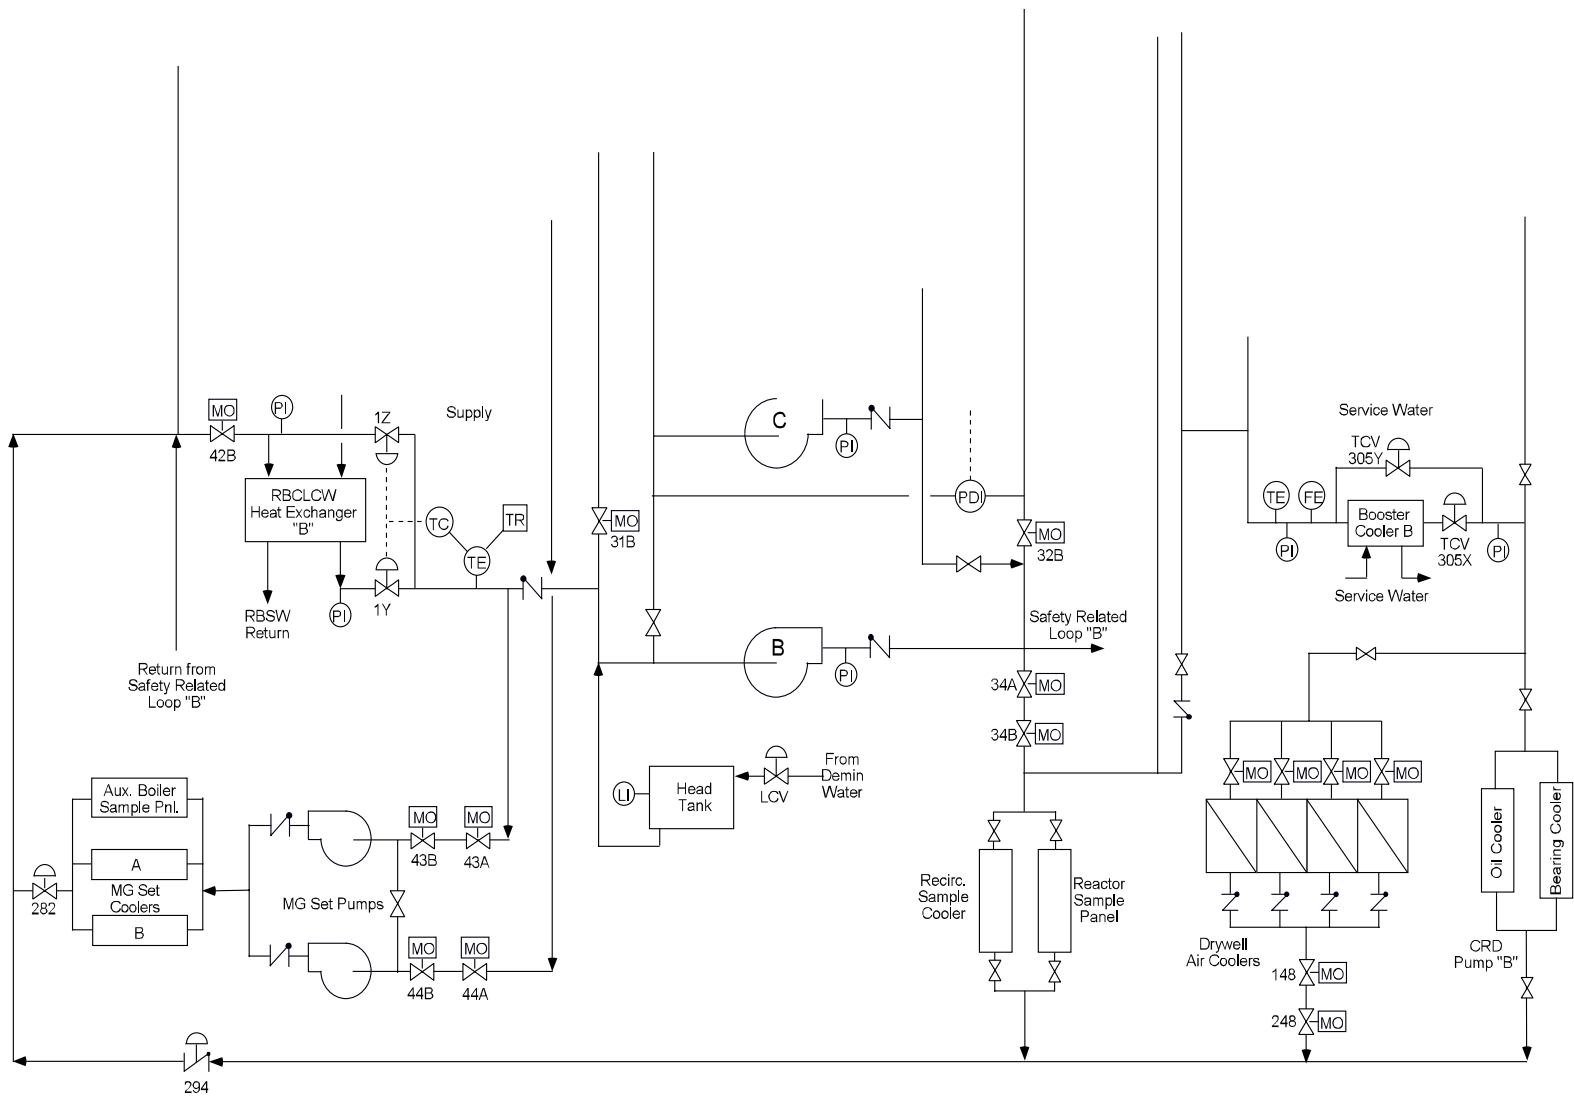 MO
PI
1Z
Supply
42B
RBCLCW
Heat Exchanger
"B"
TC
TR
TE
1Y
PI
RBSW
Return
Return from
Safety Related
Loop "B"
MO
31B
C
PI
PDI
MO
32B
B
PI
Safety Related
Loop "B"
34A
MO
34B
MO
Service Water
TCV
305Y
TE
FE
PI
Booster
Cooler B
TCV
305X
PI
Service Water
LI
Head
Tank
LCV
From
Demin
Water
Aux. Boiler
Sample Pnl.
A
MG Set
Coolers
B
282
MO
MO
43B
43A
MG Set Pumps
MO
MO
44B
44A
294
Recirc.
Sample
Cooler
Reactor
Sample
Panel
MO
MO
MO
MO
Drywell
Air Coolers
148
MO
248
MO
Oil Cooler
Bearing Cooler
CRD
Pump "B"